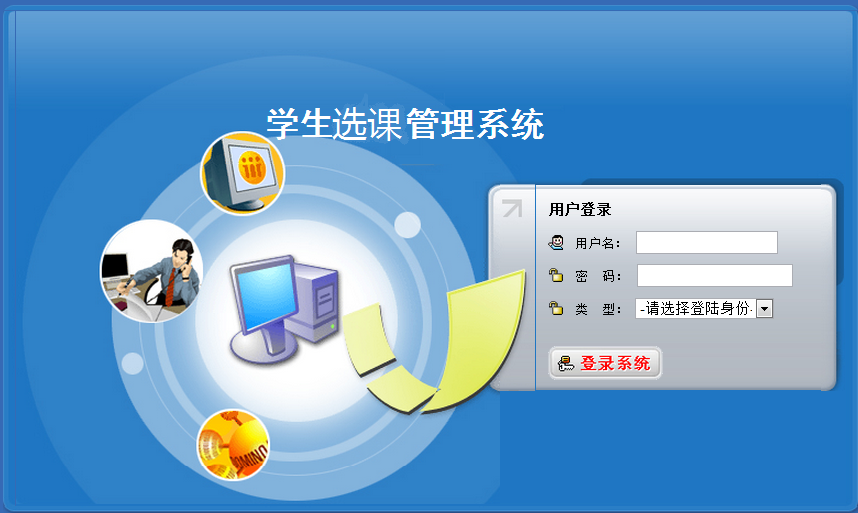 学生选课管理系统
用户登录
用户名：
密　码：
类　型： -请选择登陆身份-
登录系统
DOMINO